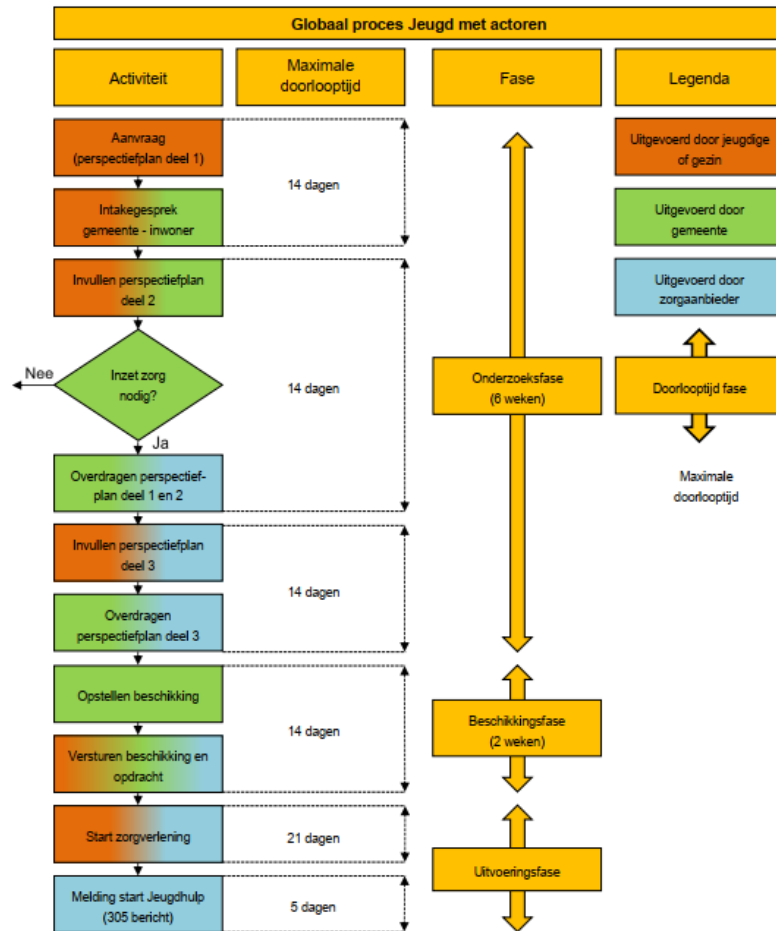 Globaal proces Jeugd met actoren
Activiteit
Maximale
doorlooptijd
Fase
Legenda
Aanvraag
(perspectiefplan deel 1)
14 dagen
Uitgevoerd door jeugdige
of gezin
Intakegesprek
gemeente - inwoner
Uitgevoerd door
gemeente
Invullen perspectiefplan
deel 2
Uitgevoerd door
zorgaanbieder
Nee
Inzet zorg
nodig?
14 dagen
Onderzoeksfase
(6 weken)
Doorlooptijd fase
Ja
Overdragen perspectief-
plan deel 1 en 2
Maximale
doorlooptijd
Invullen perspectiefplan
deel 3
14 dagen
Overdragen
perspectiefplan deel 3
Opstellen beschikking
14 dagen
Beschikkingsfase
(2 weken)
Versturen beschikking en
opdracht
Start zorgverlening
21 dagen
Uitvoeringsfase
Melding start Jeugdhulp
(305 bericht)
5 dagen